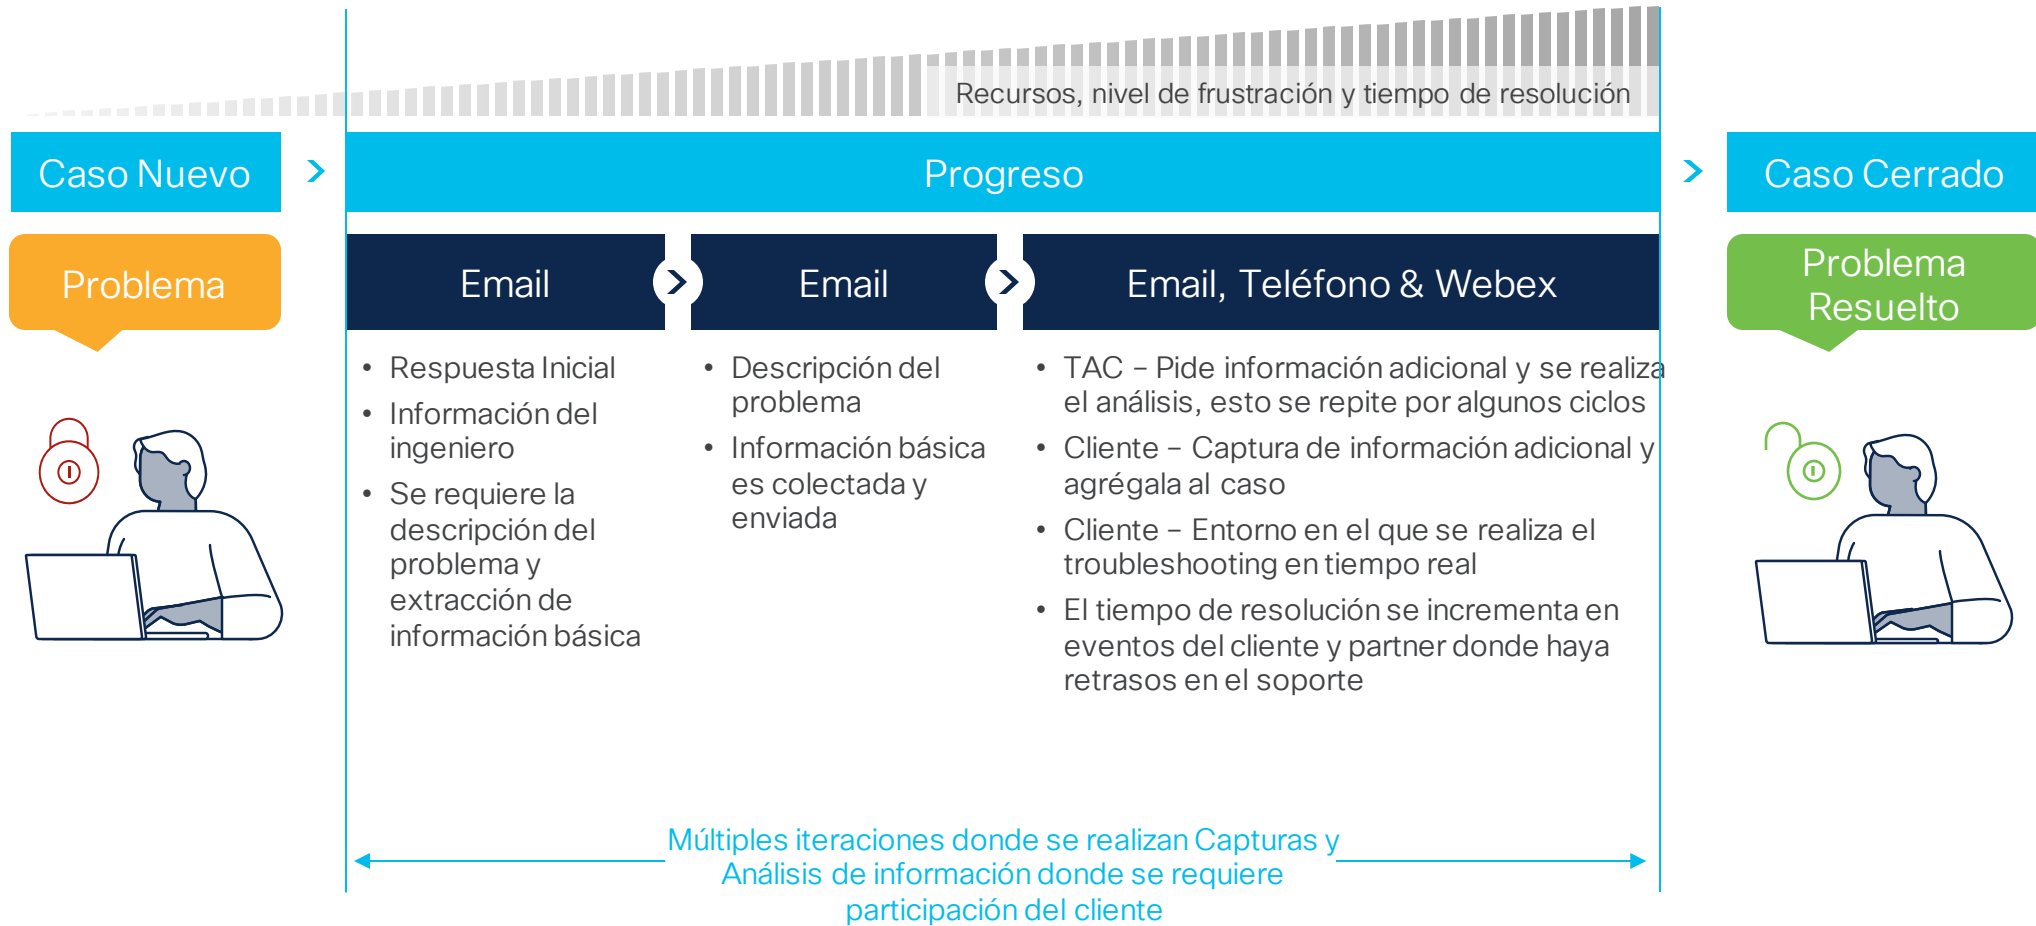 Recursos, nivel de frustración y tiempo de resolución
Caso Nuevo
Progreso
Caso Cerrado
Problema
Email
Email
Email, Teléfono & Webex
Problema
Resuelto
• Respuesta Inicial
• Información del
ingeniero
• Se requiere la
descripción del
problema y
extracción de
información básica
• Descripción del
problema
• Información básica
es colectada y
enviada
• TAC – Pide información adicional y se realiza
el análisis, esto se repite por algunos ciclos
• Cliente – Captura de información adicional y
agrégala al caso
• Cliente – Entorno en el que se realiza el
troubleshooting en tiempo real
• El tiempo de resolución se incrementa en
eventos del cliente y partner donde haya
retrasos en el soporte
Múltiples iteraciones donde se realizan Capturas y
Análisis de información donde se requiere
participación del cliente